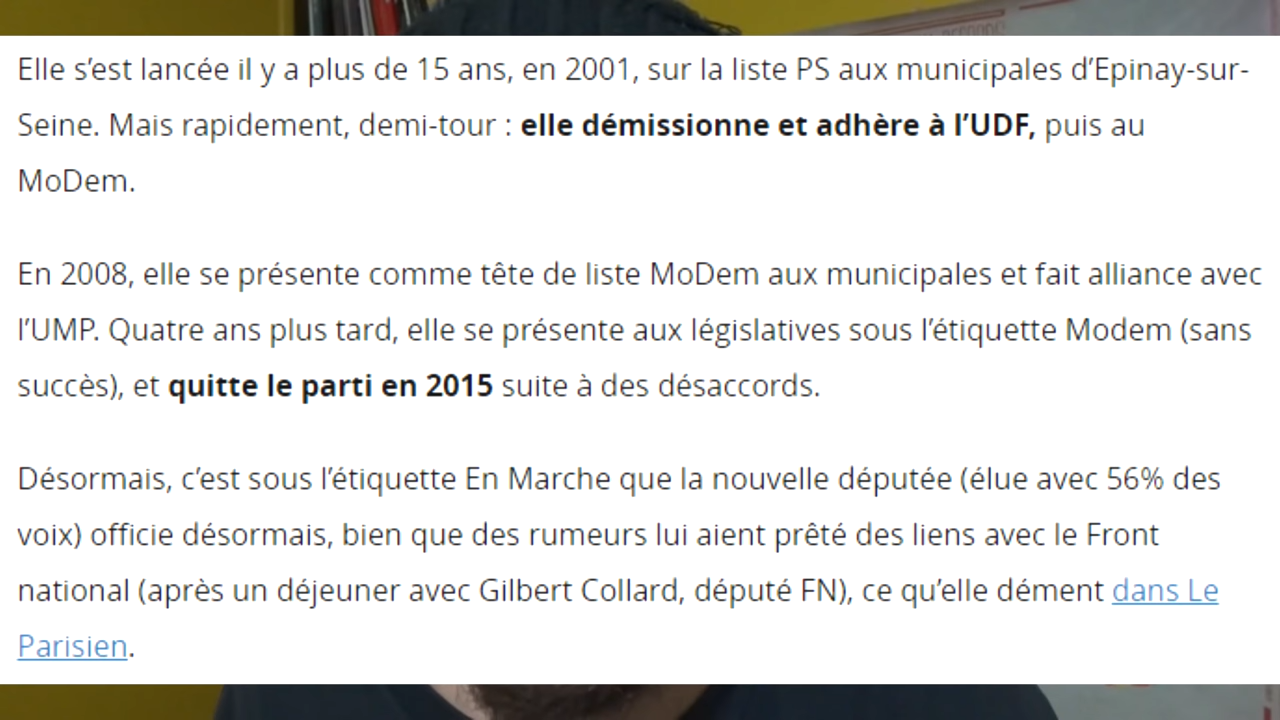 Elle s’est lancée il y a plus de 15 ans, en 2001, sur la liste PS aux municipales d’Epinay-sur-
Seine. Mais rapidement, demi-tour : elle démissionne et adhère à l’UDF, puis au
MoDem.
En 2008, elle se présente comme tête de liste MoDem aux municipales et fait alliance avec
l’UMP. Quatre ans plus tard, elle se présente aux législatives sous l’étiquette Modem (sans
succès), et quitte le parti en 2015 suite à des désaccords.
Désormais, c’est sous l’étiquette En Marche que la nouvelle députée (élue avec 56% des
voix) officie désormais, bien que des rumeurs lui aient prêté des liens avec le Front
national (après un déjeuner avec Gilbert Collard, député FN), ce qu’elle dément dans Le
Parisien.